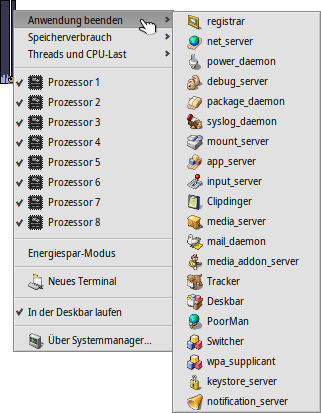 Anwendung beenden
Speicherverbrauch
Threads und CPU-Last
Prozessor 1
Prozessor 2
Prozessor 3
Prozessor 4
Prozessor 5
Prozessor 6
Prozessor 7
Prozessor 8
Energiespar-Modus
Neues Terminal
In der Deskbar laufen
Über Systemmanager...
registrar
net_server
power_daemon
debug_server
package_daemon
syslog_daemon
mount_server
app_server
input_server
Clipdinger
media_server
mail_daemon
media_addon_server
Tracker
Deskbar
PoorMan
Switcher
wpa_supplicant
keystore_server
notification_server